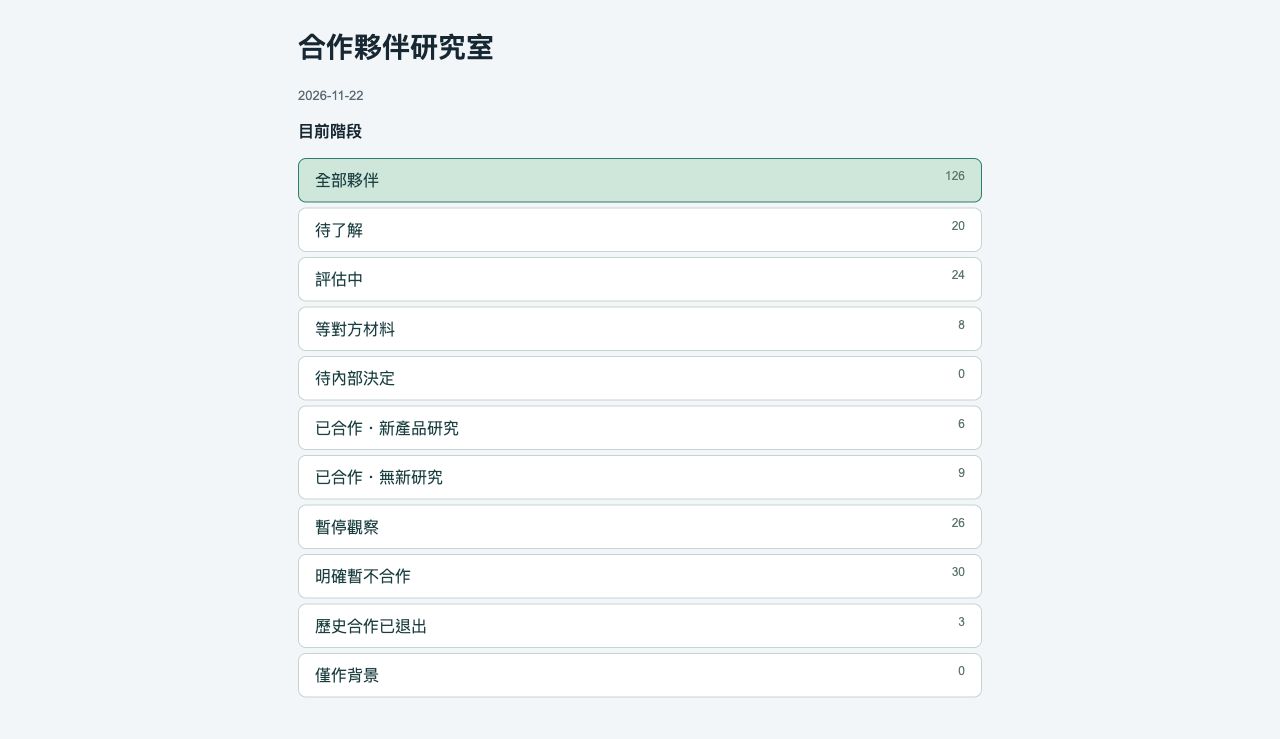 合作夥伴研究室
2026-11-22
目前階段
全部夥伴 126
待了解 20
評估中 24
等對方材料 8
待內部決定 0
已合作・新產品研究 6
已合作・無新研究 9
暫停觀察 26
明確暫不合作 30
歷史合作已退出 3
僅作背景 0